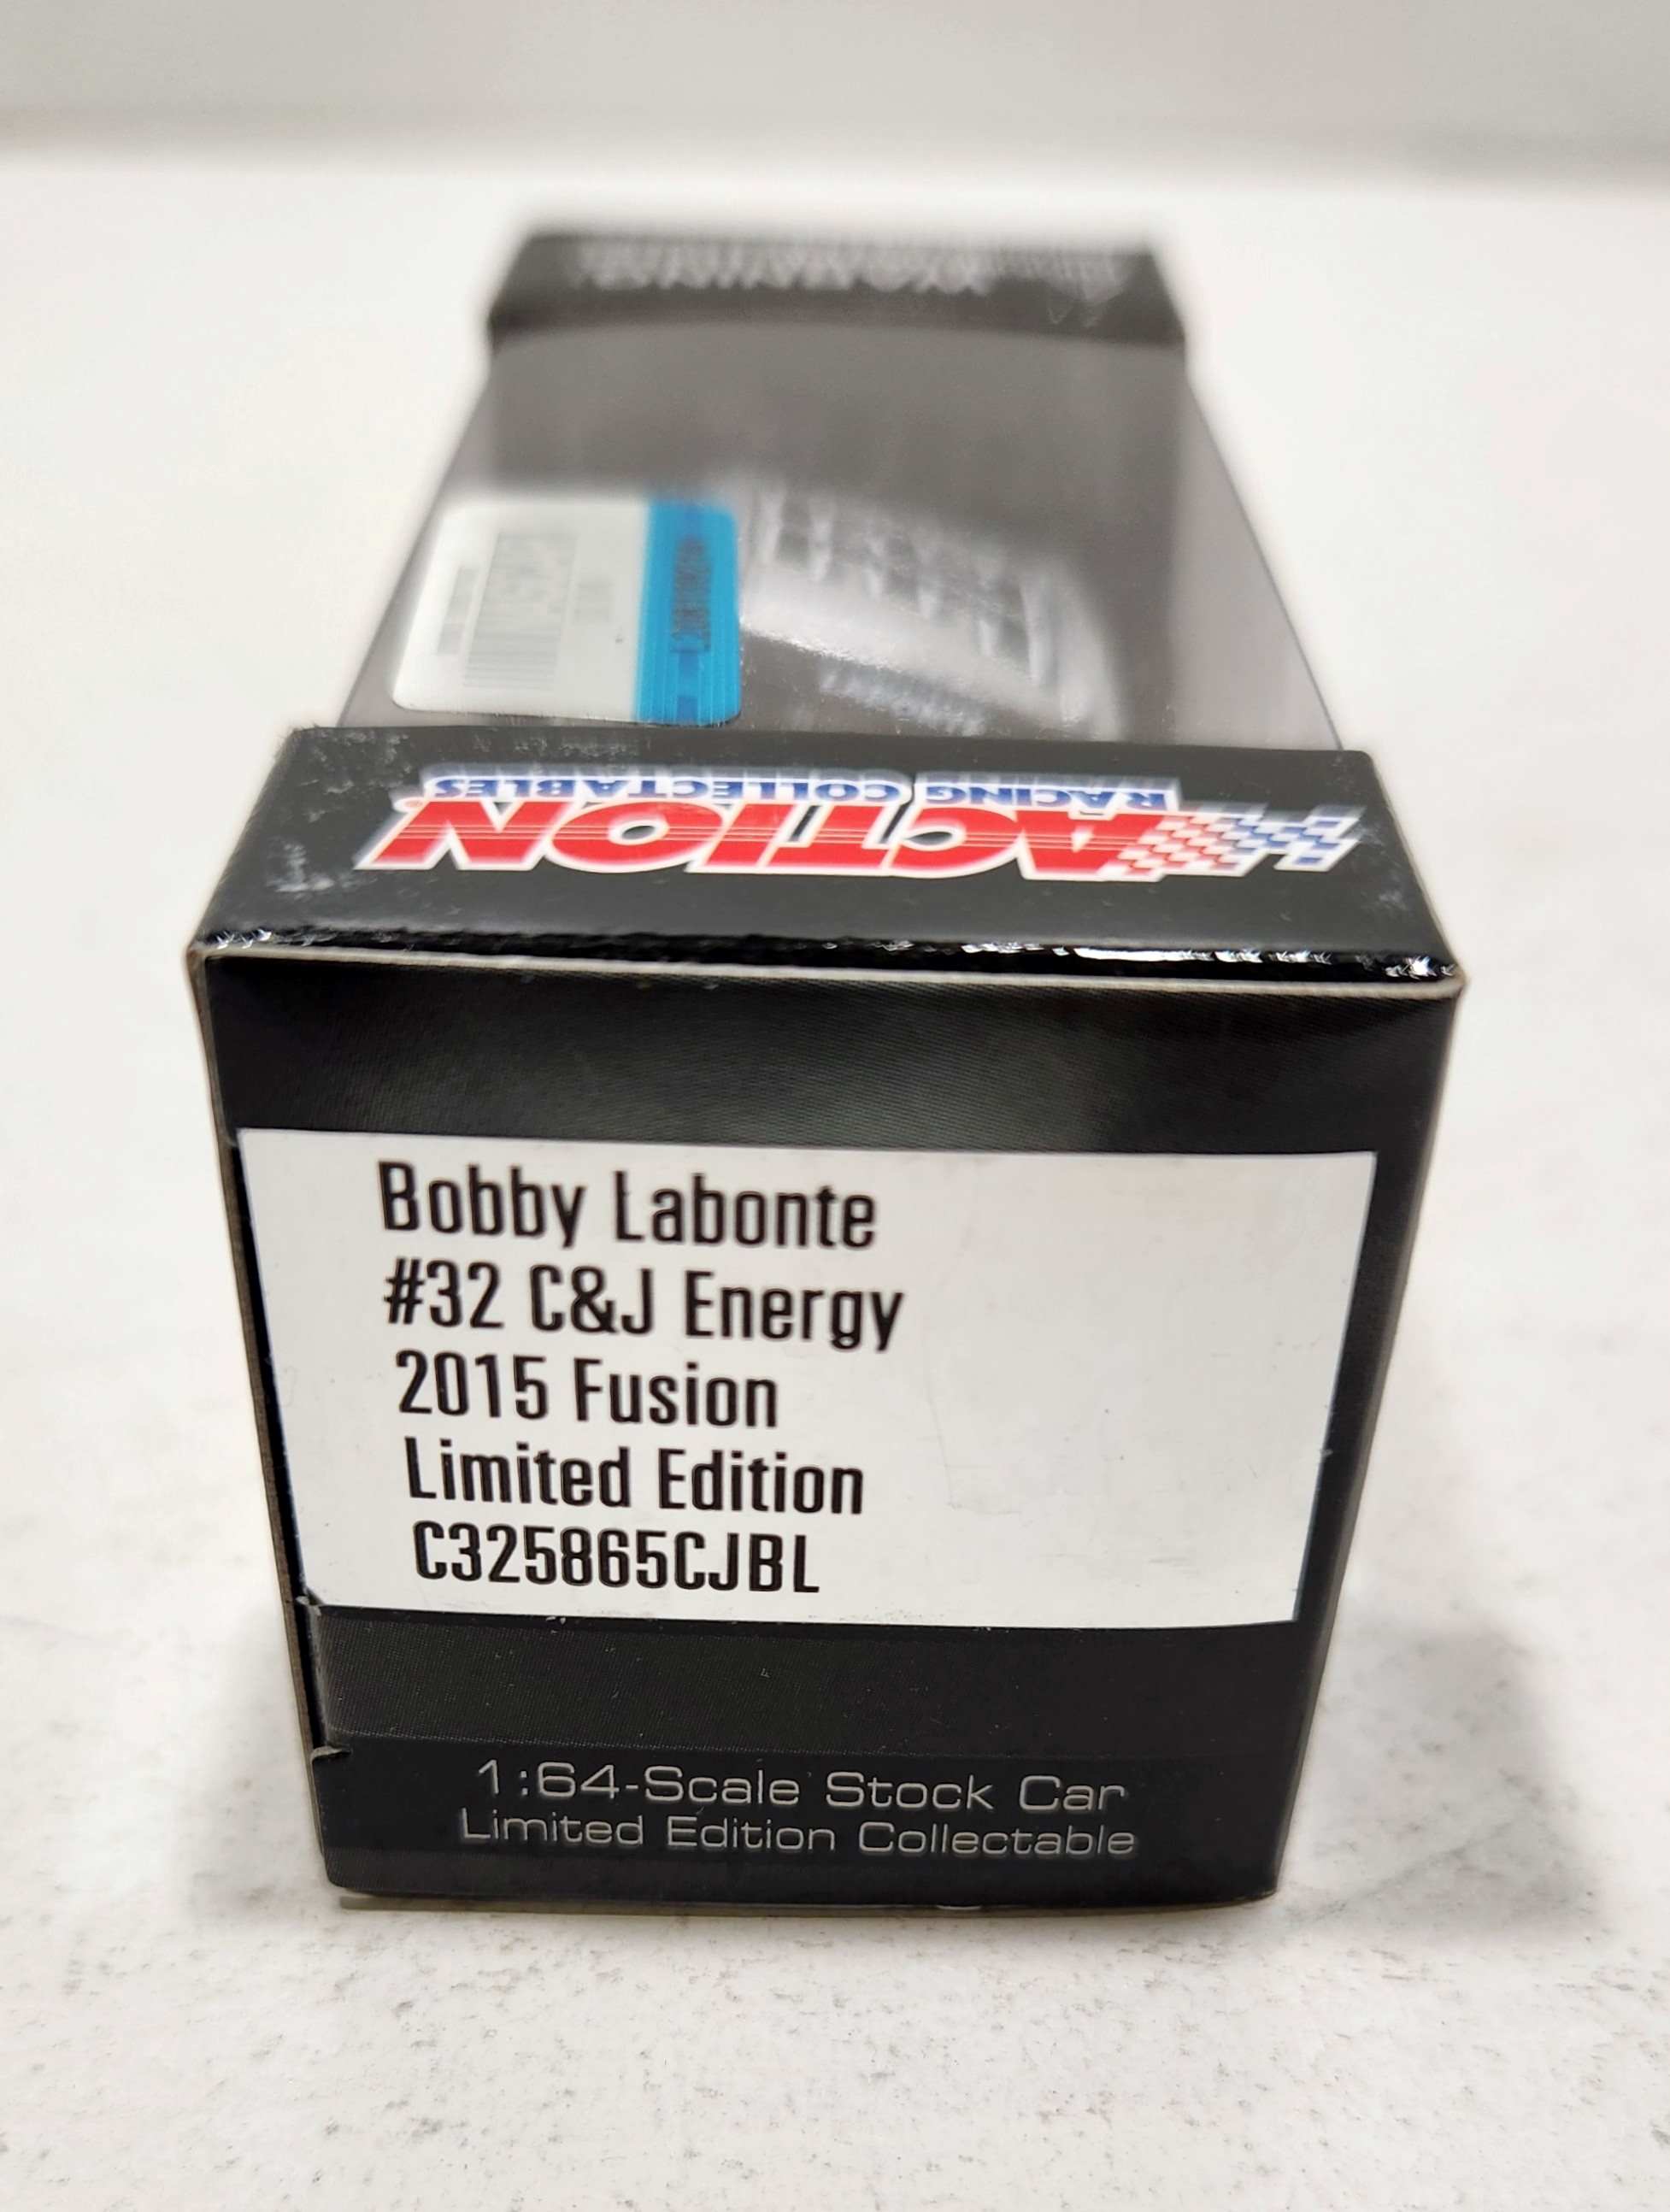 WARNING:
ACTION
RACING COLLECTABLES
Bobby Labonte
#32 C&J Energy
2015 Fusion
Limited Edition
C325865CJBL
1:64-Scale Stock Car
Limited Edition Collectable